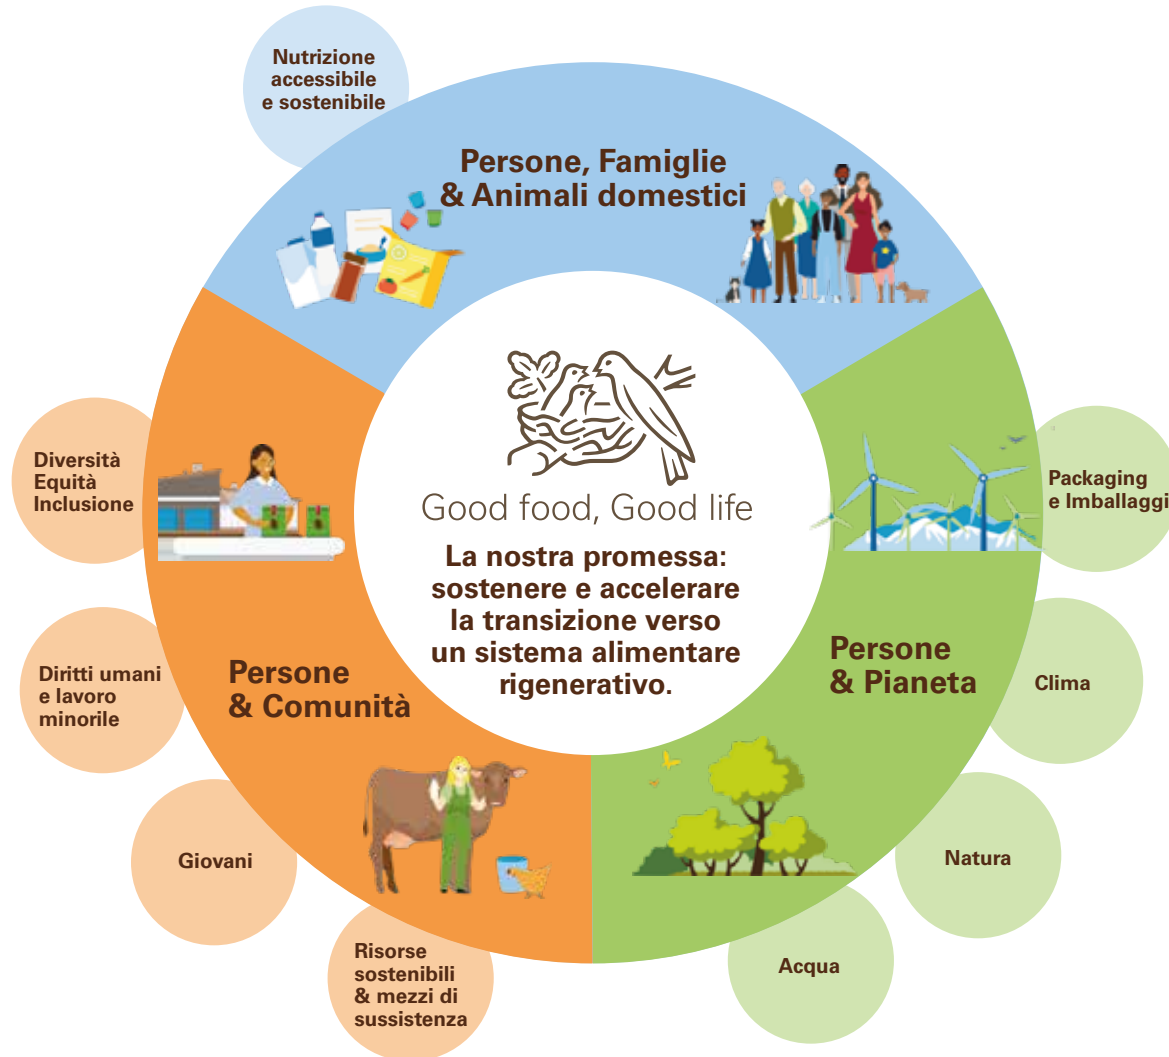 Nutrizione
accessibile
e sostenibile
Persone, Famiglie
& Animali domestici
Diversità
Equità
Inclusione
Packaging
e Imballaggi
Good food, Good life
La nostra promessa:
sostenere e accelerare
la transizione verso
un sistema alimentare
rigenerativo.
Persone
& Comunità
Persone
& Pianeta
Diritti umani
e lavoro
minorile
Clima
Giovani
Natura
Risorse
sostenibili
& mezzi di
sussistenza
Acqua